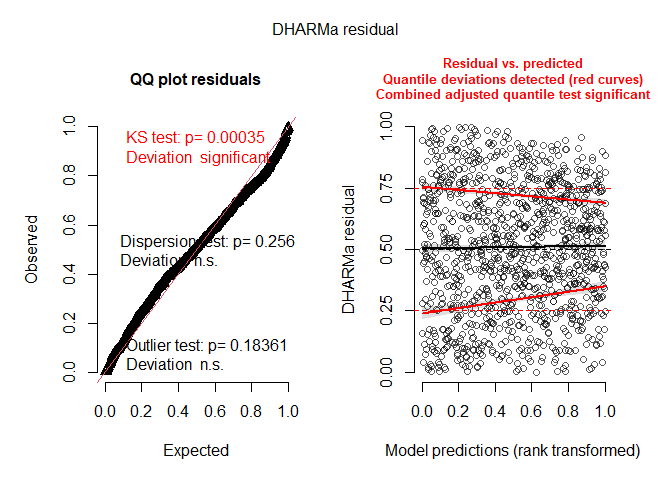 DHARMa residual
QQ plot residuals
KS test: p= 0.00035
Deviation significant
Dispersion test: p= 0.256
Deviation n.s.
Outlier test: p= 0.18361
Deviation n.s.
Observed
0.0 0.2 0.4 0.6 0.8 1.0
0.0 0.2 0.4 0.6 0.8 1.0
Expected
Residual vs. predicted
Quantile deviations detected (red curves)
Combined adjusted quantile test significant
DHARMa residual
0.00 0.25 0.50 0.75 1.00
0.0 0.2 0.4 0.6 0.8 1.0
Model predictions (rank transformed)